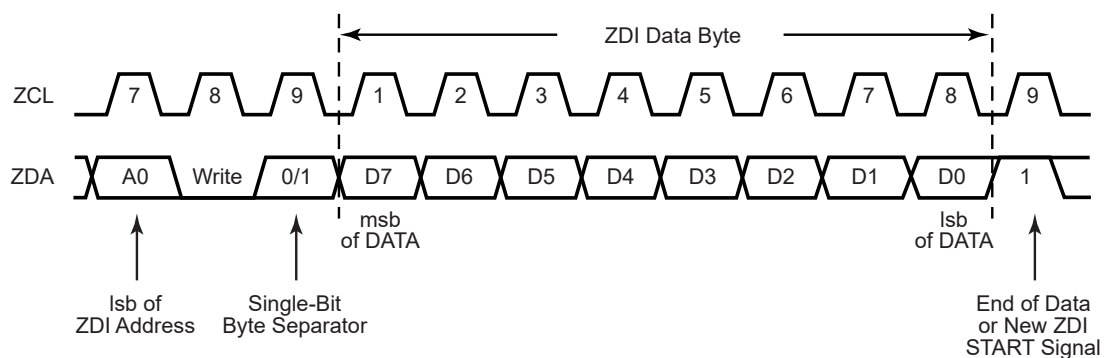 ZDI Data Byte
ZCL 7 8 9 1 2 3 4 5 6 7 8 9
ZDA A0 Write 0/1 D7 D6 D5 D4 D3 D2 D1 D0 1
msb
of DATA
lsb
of DATA
lsb of
ZDI Address
Single-Bit
Byte Separator
End of Data
or New ZDI
START Signal